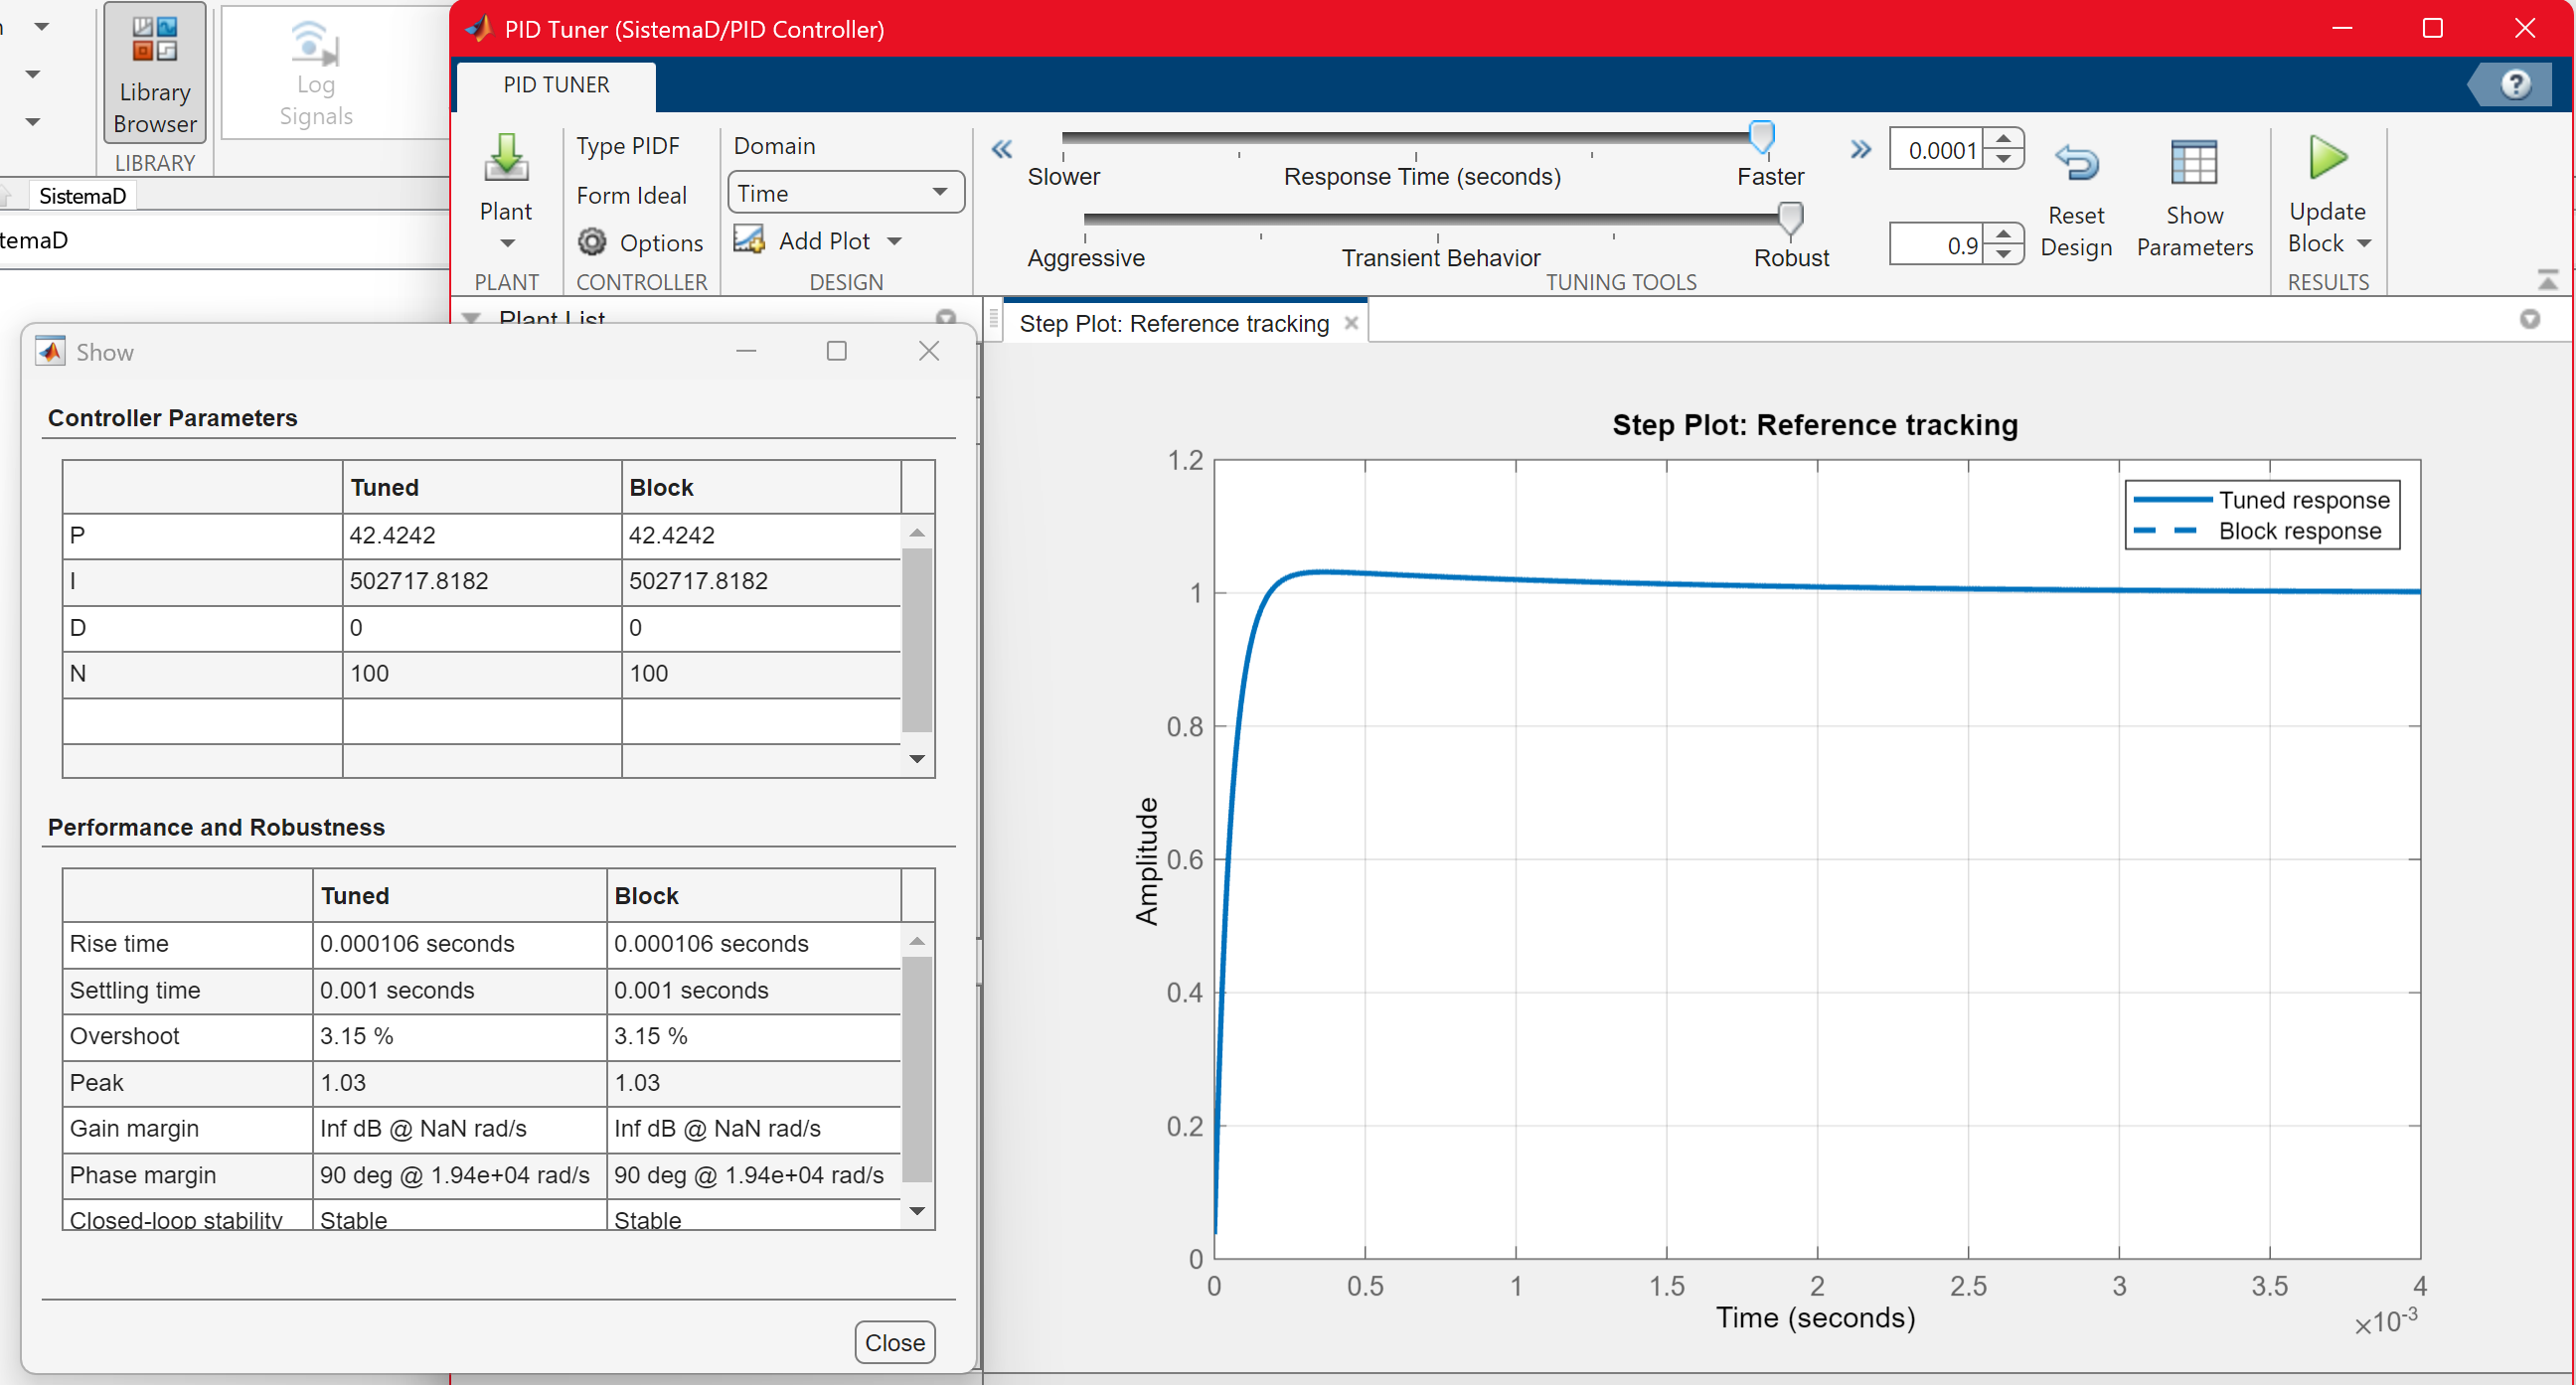 PID Tuner (SistemaD/PID Controller)
Library
Browser
LIBRARY
Log
Signals
SistemaD
temaD
PID TUNER
Plant
PLANT
Type PIDF
Form Ideal
Options
CONTROLLER
Domain
Time
Add Plot
DESIGN
Slower
Response Time (seconds)
Faster
0.0001
Aggressive
Transient Behavior
Robust
0.9
TUNING TOOLS
Reset
Design
Show
Parameters
Update
Block
RESULTS
Plant List
Step Plot: Reference tracking
Show
Controller Parameters
Tuned Block
P 42.4242 42.4242
I 502717.8182 502717.8182
D 0 0
N 100 100
Performance and Robustness
Tuned Block
Rise time 0.000106 seconds 0.000106 seconds
Settling time 0.001 seconds 0.001 seconds
Overshoot 3.15 % 3.15 %
Peak 1.03 1.03
Gain margin Inf dB @ NaN rad/s Inf dB @ NaN rad/s
Phase margin 90 deg @ 1.94e+04 rad/s 90 deg @ 1.94e+04 rad/s
Closed-loop stability Stable Stable
Close
Step Plot: Reference tracking
Tuned response
Block response
1.2
1
0.8
0.6
0.4
0.2
0
Amplitude
0 0.5 1 1.5 2 2.5 3 3.5 4
Time (seconds)
×10⁻³